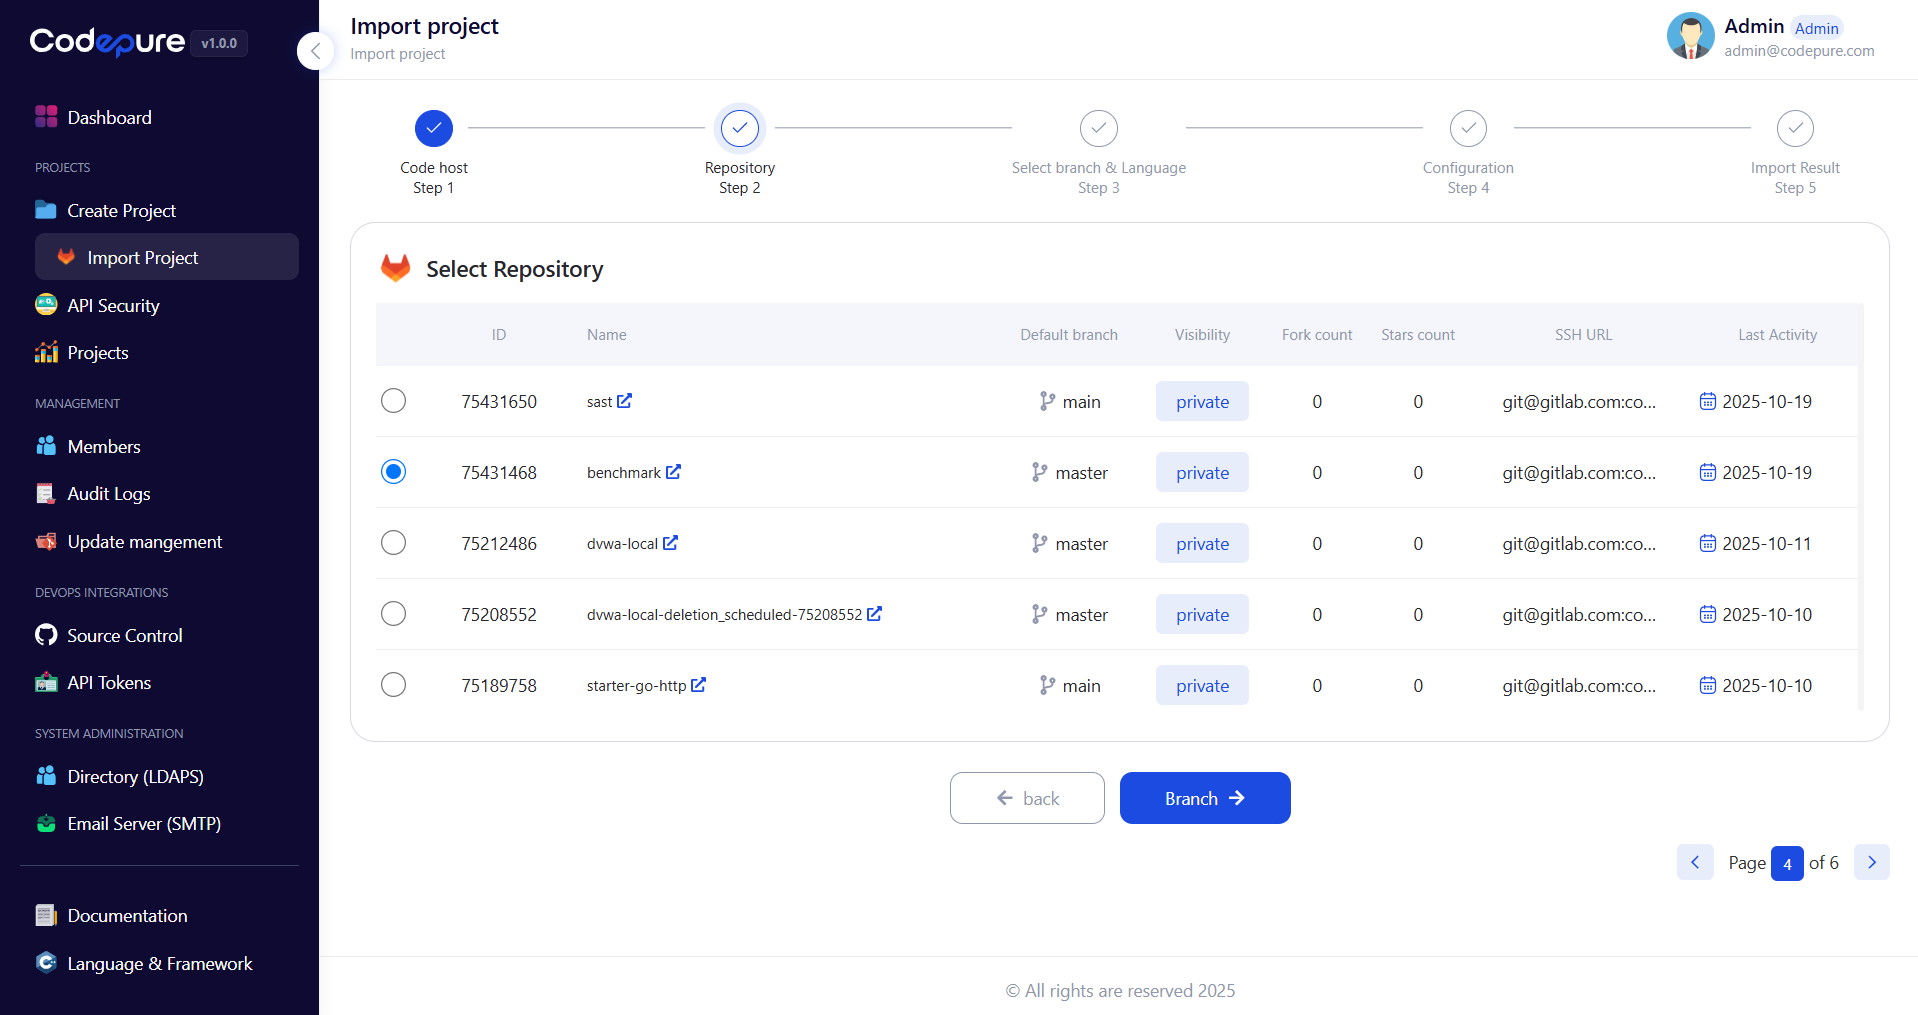 Codepure v1.0.0
Dashboard
PROJECTS
Create Project
Import Project
API Security
Projects
MANAGEMENT
Members
Audit Logs
Update mangement
DEVOPS INTEGRATIONS
Source Control
API Tokens
SYSTEM ADMINISTRATION
Directory (LDAPS)
Email Server (SMTP)
Documentation
Language & Framework
Import project
Import project
Admin Admin
admin@codepure.com
Code host
Step 1
Repository
Step 2
Select branch & Language
Step 3
Configuration
Step 4
Import Result
Step 5
Select Repository
ID Name Default branch Visibility Fork count Stars count SSH URL Last Activity
75431650 sast main private 0 0 git@gitlab.com:co... 2025-10-19
75431468 benchmark master private 0 0 git@gitlab.com:co... 2025-10-19
75212486 dvwa-local master private 0 0 git@gitlab.com:co... 2025-10-11
75208552 dvwa-local-deletion_scheduled-75208552 master private 0 0 git@gitlab.com:co... 2025-10-10
75189758 starter-go-http main private 0 0 git@gitlab.com:co... 2025-10-10
back Branch
Page 4 of 6
© All rights are reserved 2025